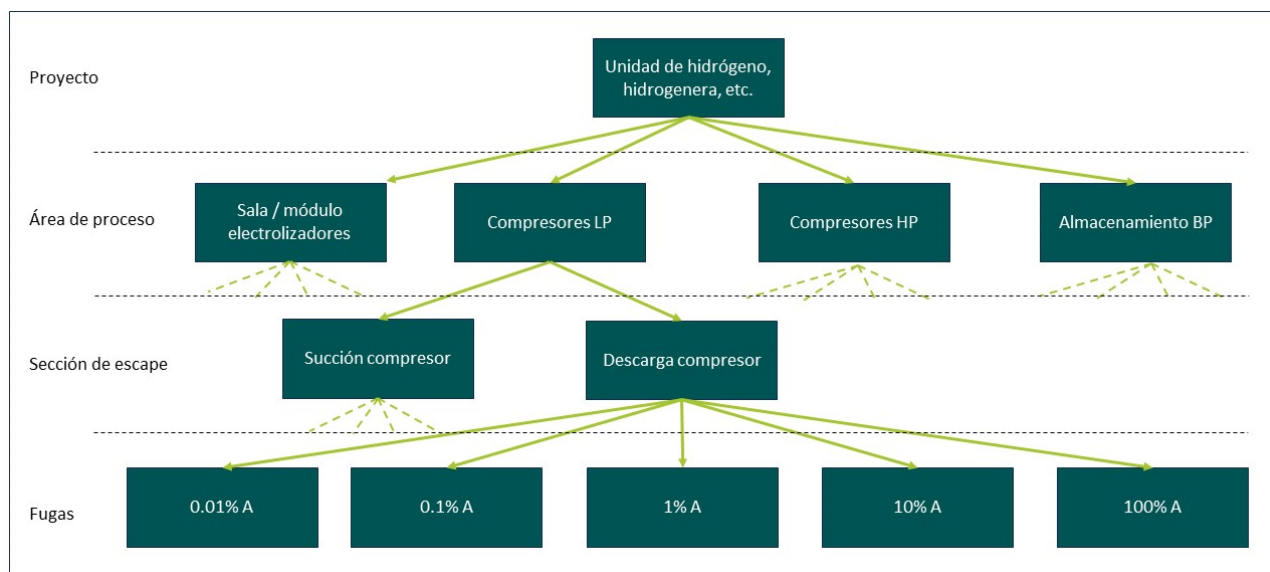 Proyecto
Unidad de hidrógeno,
hidrogenera, etc.
Área de proceso
Sala / módulo
electrolizadores
Compresores LP
Compresores HP
Almacenamiento BP
Sección de escape
Succión compresor
Descarga compresor
Fugas
0.01% A
0.1% A
1% A
10% A
100% A